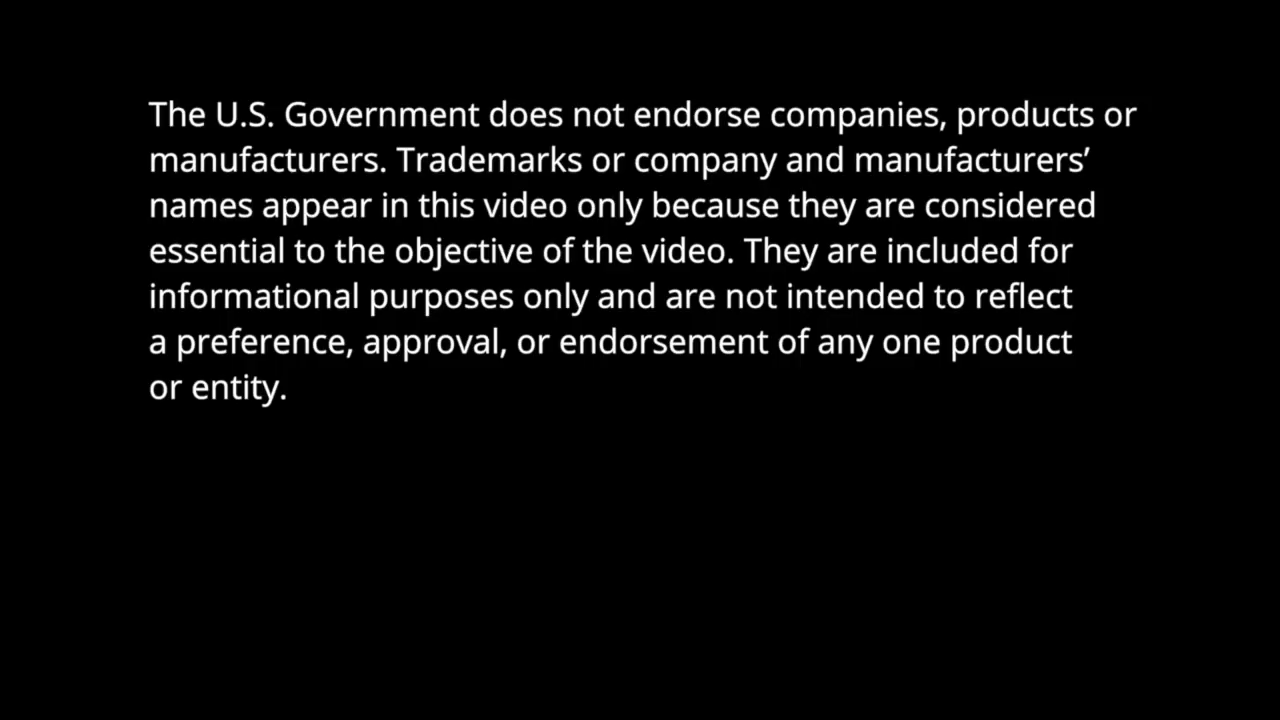 The U.S. Government does not endorse companies, products or
manufacturers. Trademarks or company and manufacturers’
names appear in this video only because they are considered
essential to the objective of the video. They are included for
informational purposes only and are not intended to reflect
a preference, approval, or endorsement of any one product
or entity.